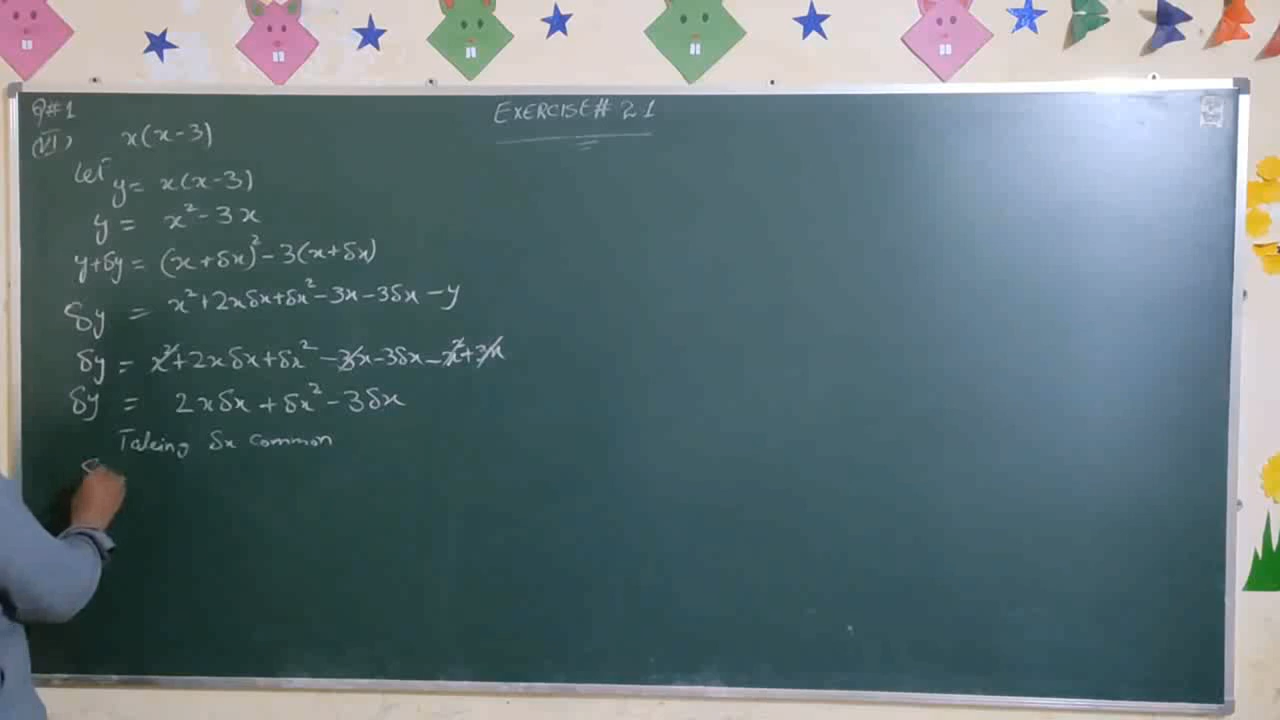 EXERCISE# 2.1
Q#1
(VI) x(x-3)
Let y = x(x-3)
y = x² - 3x
y+δy = (x+δx)² - 3(x+δx)
δy = x²+2xδx+δx²-3x-3δx-y
δy = x²+2xδx+δx²-3x-3δx-x²+3x
δy = 2xδx+δx²-3δx
Taking δx common